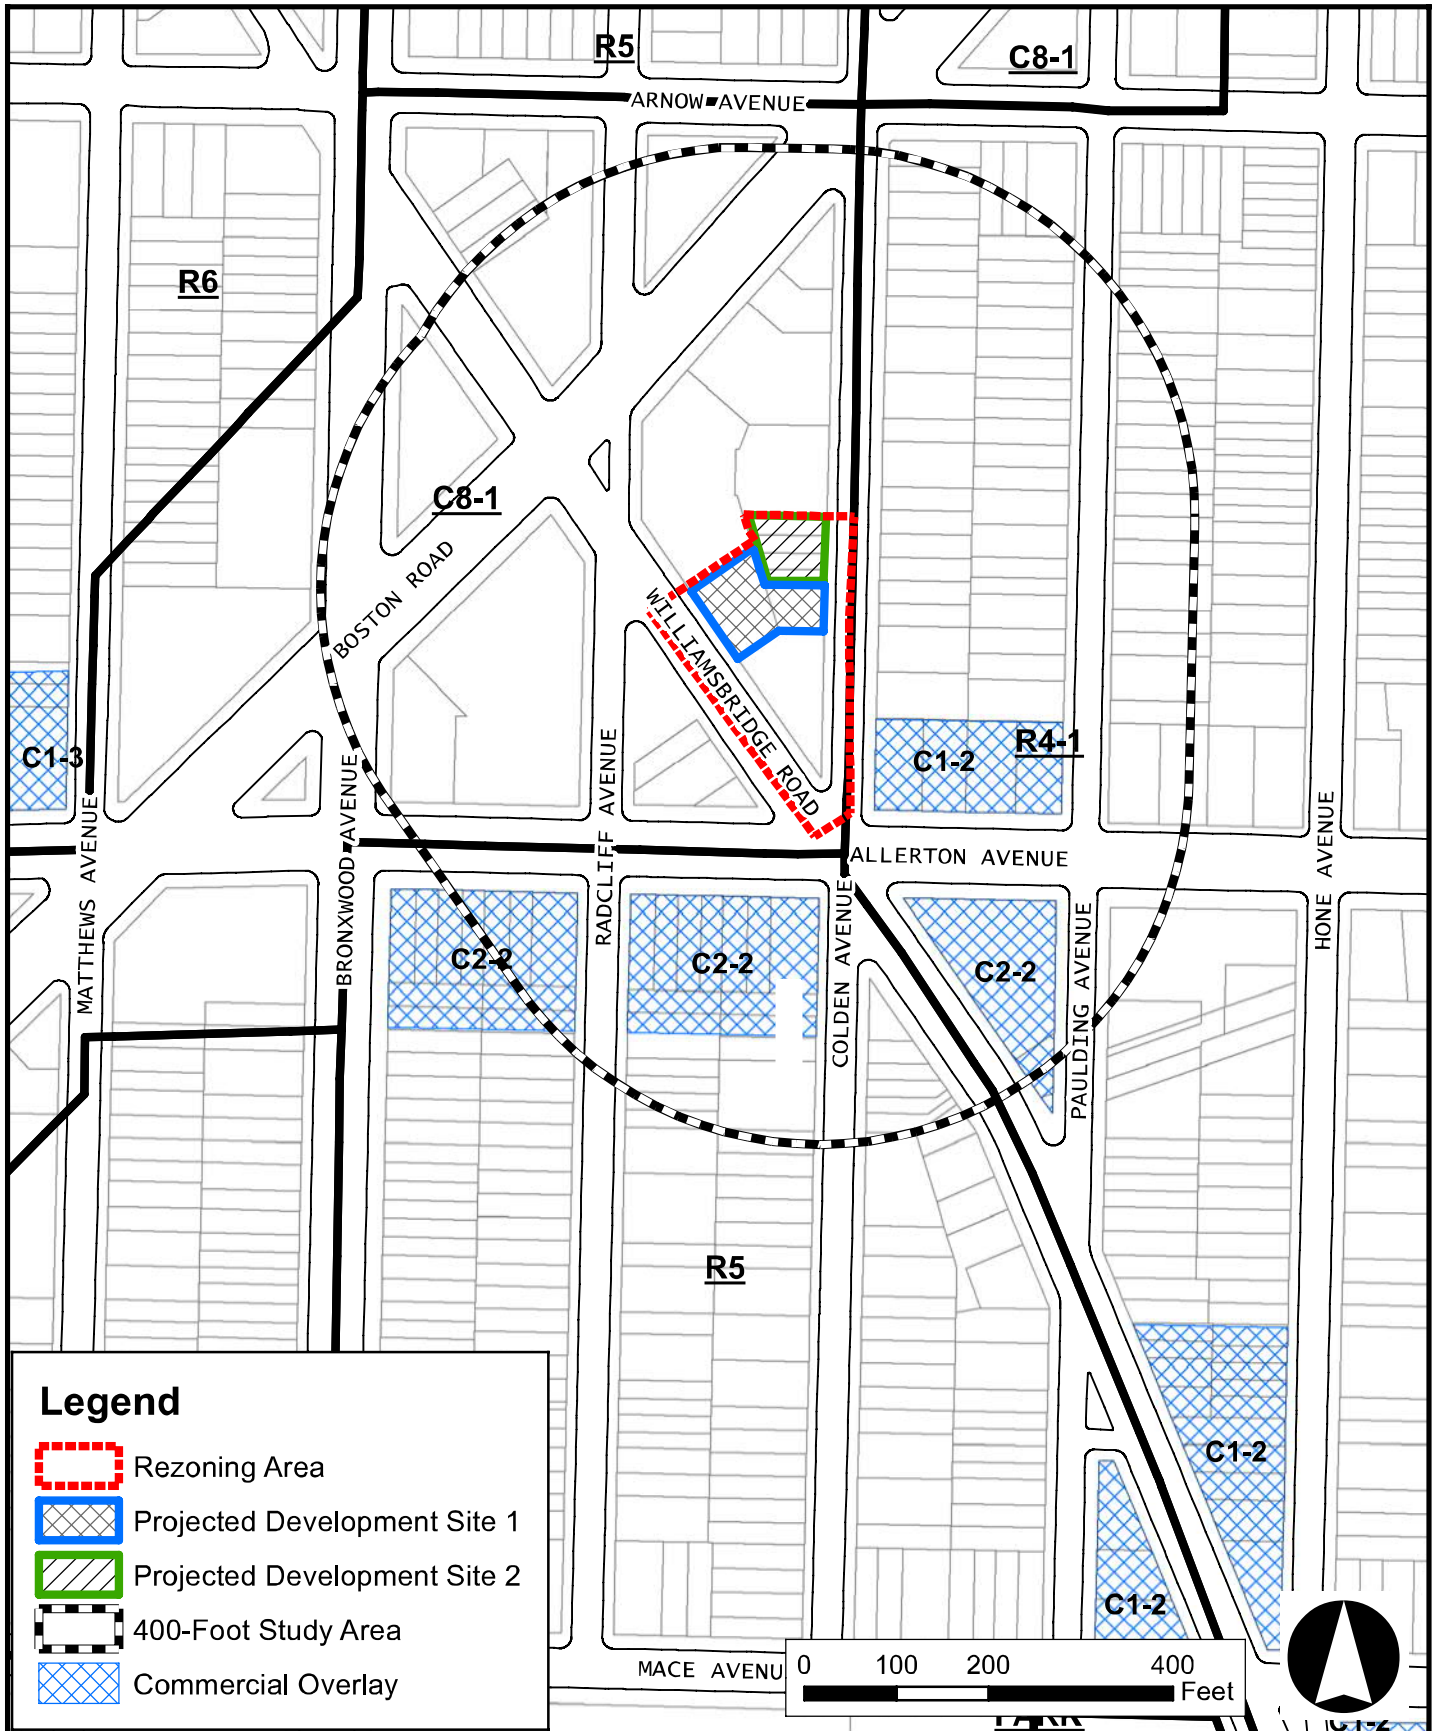 R5
C8-1
ARNOW AVENUE
R6
C8-1
BOSTON ROAD
WILLIAMSBRIDGE ROAD
C1-3
C1-2
R4-1
MATTHEWS AVENUE
BRONXWOOD AVENUE
RADCLIFF AVENUE
ALLERTON AVENUE
COLDEN AVENUE
PAULDING AVENUE
HONE AVENUE
C2-2
C2-2
C2-2
R5
C1-2
C1-2
Legend
Rezoning Area
Projected Development Site 1
Projected Development Site 2
400-Foot Study Area
Commercial Overlay
MACE AVENU
0 100 200 400
Feet
PARK
C1-2